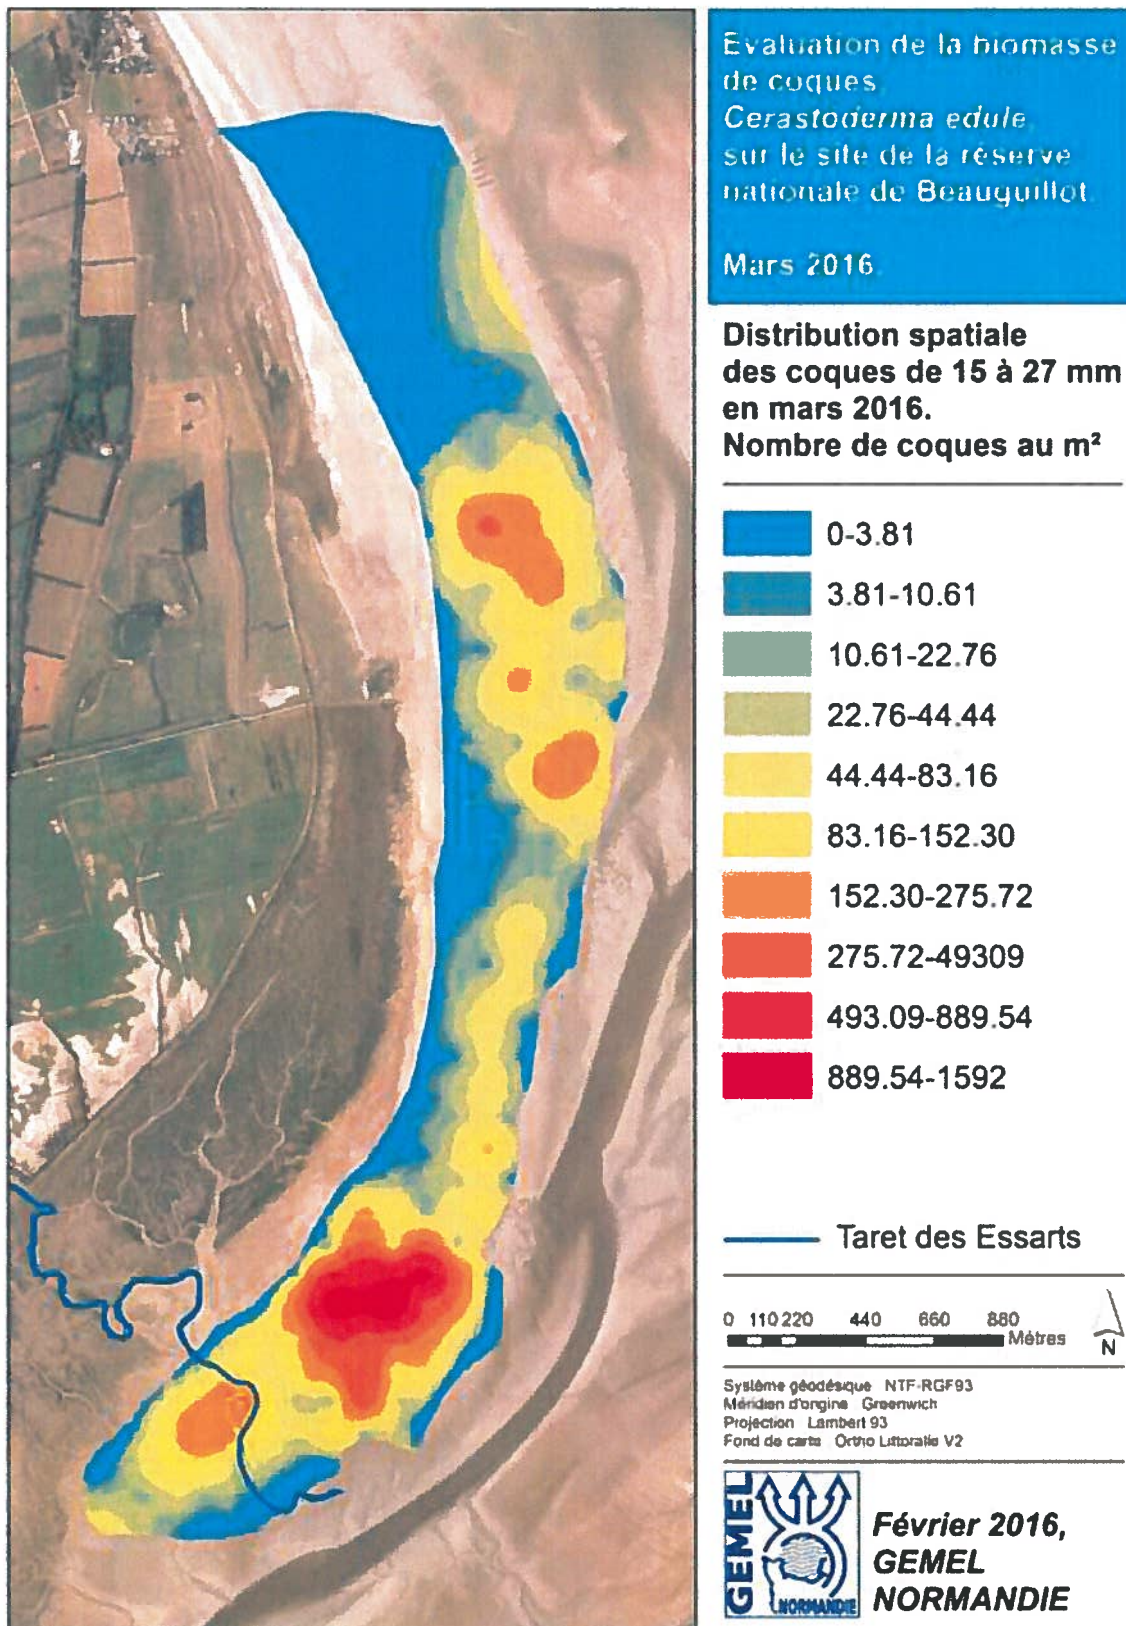 Evaluation de la biomasse
de coques,
Cerastoderma edule,
sur le site de la réserve
nationale de Beauguillot.
Mars 2016.
Distribution spatiale
des coques de 15 à 27 mm
en mars 2016.
Nombre de coques au m²
0-3.81
3.81-10.61
10.61-22.76
22.76-44.44
44.44-83.16
83.16-152.30
152.30-275.72
275.72-49309
493.09-889.54
889.54-1592
Taret des Essarts
0 110 220 440 660 880
Mètres
N
Système géodésique NTF-RGF93
Méridien d'origine Greenwich
Projection Lambert 93
Fond de carte Ortho Littorale V2
GEMEL
NORMANDIE
Février 2016,
GEMEL
NORMANDIE